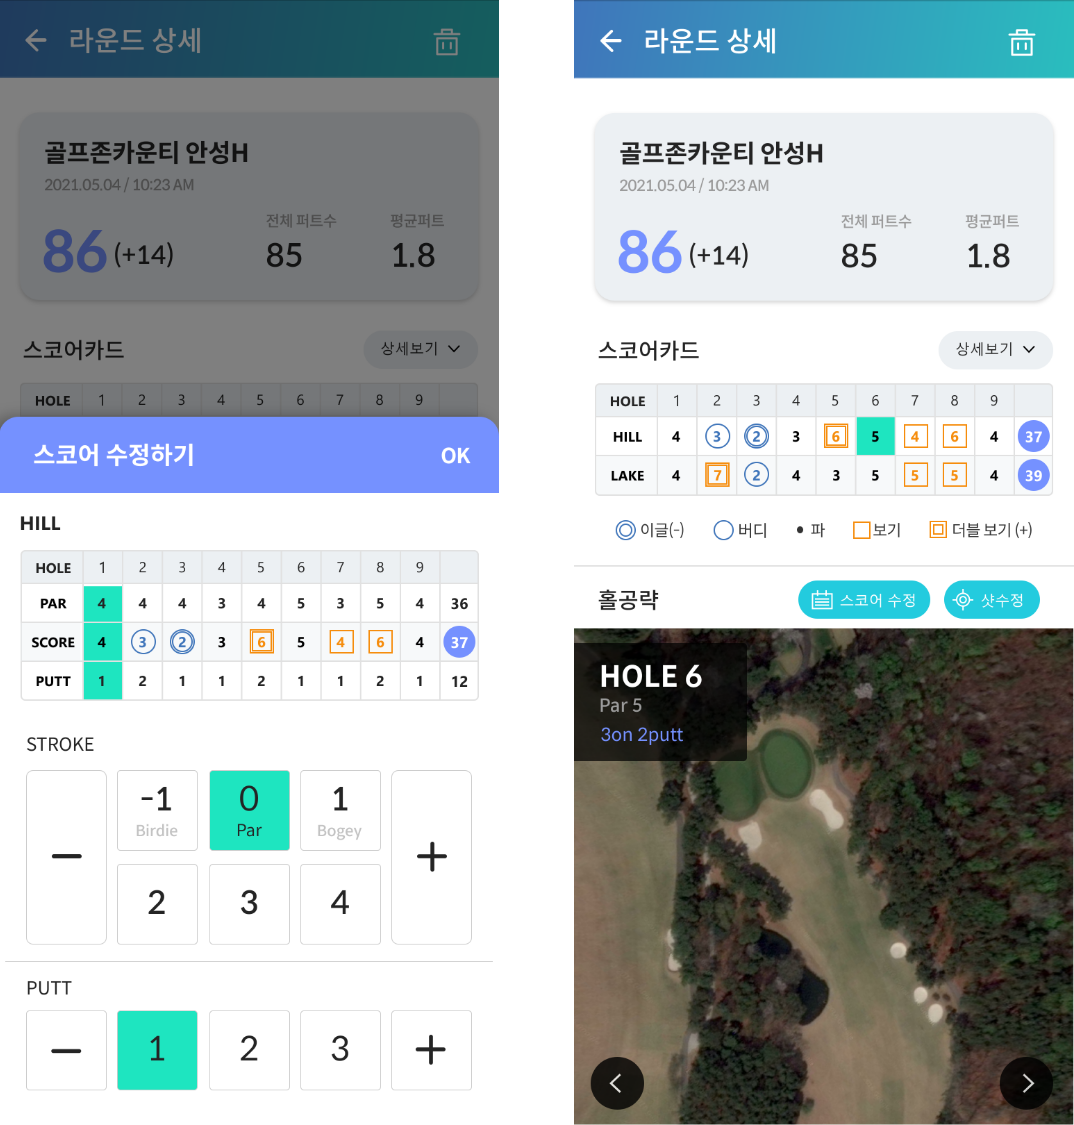 라운드 상세
골프존카운티 안성H
2021.05.04 / 10:23 AM
전체 퍼트수 평균퍼트
86 (+14) 85 1.8
스코어카드 상세보기
HOLE 1 2 3 4 5 6 7 8 9
스코어 수정하기 OK
HILL
HOLE 1 2 3 4 5 6 7 8 9
PAR 4 4 4 3 4 5 3 5 4 36
SCORE 4 3 2 3 6 5 4 6 4 37
PUTT 1 2 1 1 2 1 1 2 1 12
STROKE
-1 0 1
Birdie Par Bogey
− +
2 3 4
PUTT
− 1 2 3 +
라운드 상세
골프존카운티 안성H
2021.05.04 / 10:23 AM
전체 퍼트수 평균퍼트
86 (+14) 85 1.8
스코어카드 상세보기
HOLE 1 2 3 4 5 6 7 8 9
HILL 4 3 2 3 6 5 4 6 4 37
LAKE 4 7 2 4 3 5 5 5 4 39
이글(-) 버디 파 보기 더블 보기 (+)
홀공략 스코어 수정 샷수정
HOLE 6
Par 5
3on 2putt